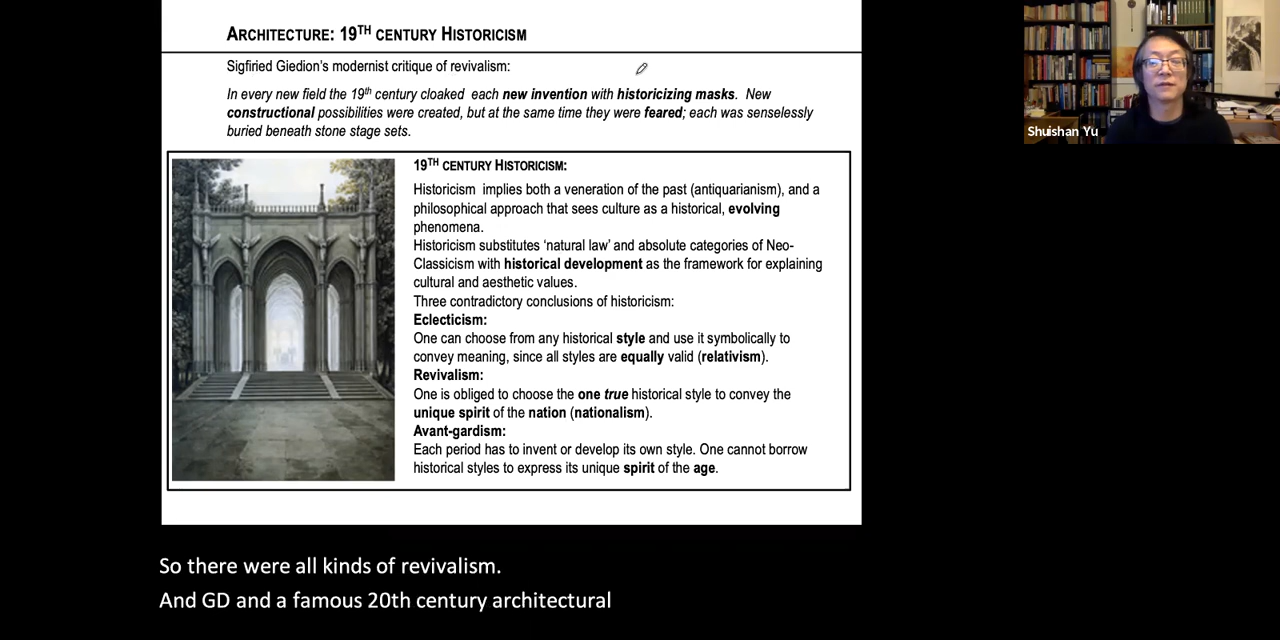 ARCHITECTURE: 19TH CENTURY HISTORICISM
Sigfried Giedion's modernist critique of revivalism:
In every new field the 19th century cloaked each new invention with historicizing masks. New
constructional possibilities were created, but at the same time they were feared; each was senselessly
buried beneath stone stage sets.
19TH CENTURY HISTORICISM:
Historicism implies both a veneration of the past (antiquarianism), and a
philosophical approach that sees culture as a historical, evolving
phenomena.
Historicism substitutes 'natural law' and absolute categories of Neo-
Classicism with historical development as the framework for explaining
cultural and aesthetic values.
Three contradictory conclusions of historicism:
Eclecticism:
One can choose from any historical style and use it symbolically to
convey meaning, since all styles are equally valid (relativism).
Revivalism:
One is obliged to choose the one true historical style to convey the
unique spirit of the nation (nationalism).
Avant-gardism:
Each period has to invent or develop its own style. One cannot borrow
historical styles to express its unique spirit of the age.
Shuishan Yu
So there were all kinds of revivalism.
And GD and a famous 20th century architectural